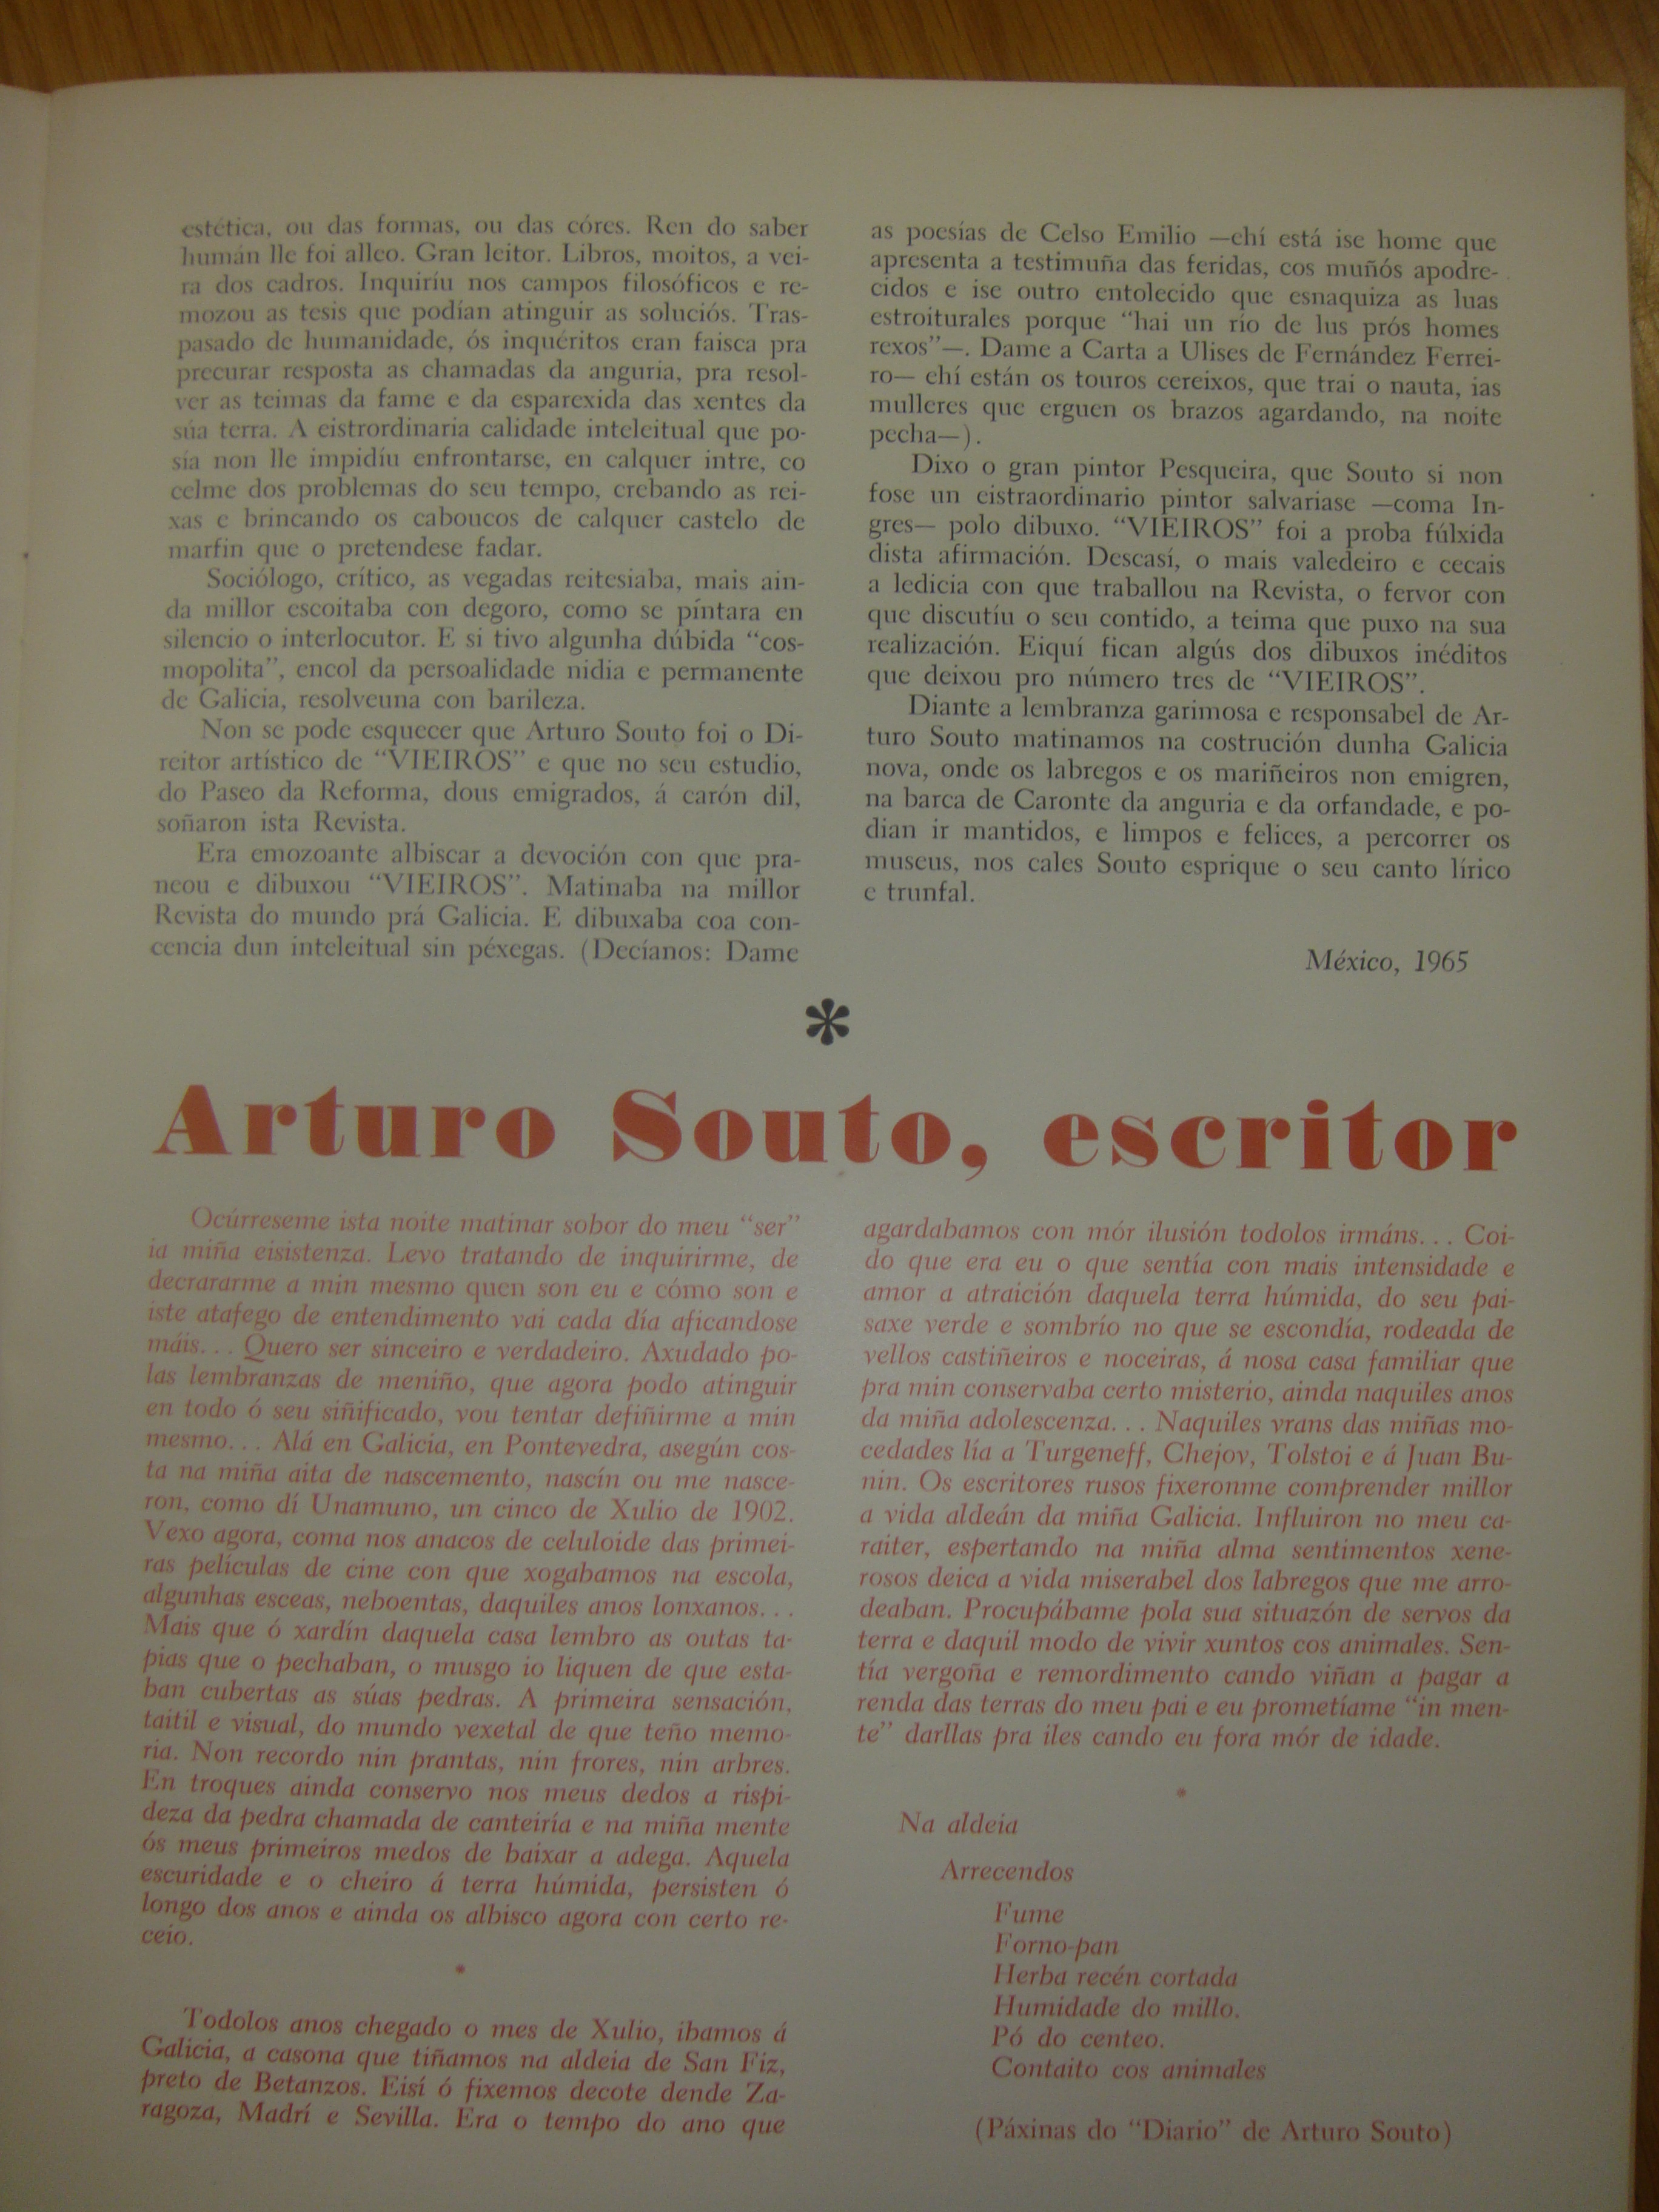 estética, ou das formas, ou das córes. Ren do saber
humán lle foi alleo. Gran leitor. Libros, moitos, a vei-
ra dos cadros. Inquiríu nos campos filosóficos e re-
mozou as tesis que podían atinguir as soluciós. Tras-
pasado de humanidade, ós inquéritos eran faisca pra
precurar resposta as chamadas da anguria, pra resol-
ver as teimas da fame e da esparexida das xentes da
súa terra. A eistrordinaria calidade inteleitual que po-
sía non lle impidíu enfrontarse, en calquer intre, co
celme dos problemas do seu tempo, crebando as rei-
xas e brincando os caboucos de calquer castelo de
marfin que o pretendese fadar.
Sociólogo, crítico, as vegadas reitesiaba, mais ain-
da millor escoitaba con degoro, como se píntara en
silencio o interlocutor. E si tivo algunha dúbida “cos-
mopolita”, encol da persoalidade nidia e permanente
de Galicia, resolveuna con barileza.
Non se pode esquecer que Arturo Souto foi o Di-
reitor artístico de “VIEIROS” e que no seu estudio,
do Paseo da Reforma, dous emigrados, á carón dil,
soñaron ista Revista.
Era emozoante albiscar a devoción con que pra-
neou e dibuxou “VIEIROS”. Matinaba na millor
Revista do mundo prá Galicia. E dibuxaba coa con-
cencia dun inteleitual sin péxegas. (Decíanos: Dame
as poesías de Celso Emilio —ehí está ise home que
apresenta a testimuña das feridas, cos muñós apodre-
cidos e ise outro entolecido que esnaquiza as luas
estroiturales porque “hai un río de lus prós homes
rexos”—. Dame a Carta a Ulises de Fernández Ferrei-
ro— ehí están os touros cereixos, que trai o nauta, ias
mulleres que erguen os brazos agardando, na noite
pecha—).
Dixo o gran pintor Pesqueira, que Souto si non
fose un eistraordinario pintor salvariase —coma In-
gres— polo dibuxo. “VIEIROS” foi a proba fúlxida
dista afirmación. Descasí, o mais valedeiro e cecais
a ledicia con que traballou na Revista, o fervor con
que discutíu o seu contido, a teima que puxo na sua
realización. Eiquí fican algús dos dibuxos inéditos
que deixou pro número tres de “VIEIROS”.
Diante a lembranza garimosa e responsabel de Ar-
turo Souto matinamos na costrución dunha Galicia
nova, onde os labregos e os mariñeiros non emigren,
na barca de Caronte da anguria e da orfandade, e po-
dian ir mantidos, e limpos e felices, a percorrer os
museus, nos cales Souto esprique o seu canto lírico
e trunfal.
México, 1965
*
Arturo Souto, escritor
Ocúrreseme ista noite matinar sobor do meu “ser”
ia miña eisistenza. Levo tratando de inquirirme, de
decrararme a min mesmo quen son eu e cómo son e
iste atafego de entendimento vai cada día aficandose
máis... Quero ser sinceiro e verdadeiro. Axudado po-
las lembranzas de meniño, que agora podo atinguir
en todo ó seu siñificado, vou tentar defiñirme a min
mesmo... Alá en Galicia, en Pontevedra, asegún cos-
ta na miña aita de nascemento, nascín ou me nasce-
ron, como dí Unamuno, un cinco de Xulio de 1902.
Vexo agora, coma nos anacos de celuloide das primei-
ras películas de cine con que xogabamos na escola,
algunhas esceas, neboentas, daquiles anos lonxanos...
Mais que ó xardín daquela casa lembro as outas ta-
pias que o pechaban, o musgo io liquen de que esta-
ban cubertas as súas pedras. A primeira sensación,
taitil e visual, do mundo vexetal de que teño memo-
ria. Non recordo nin prantas, nin frores, nin arbres.
En troques ainda conservo nos meus dedos a rispi-
deza da pedra chamada de canteiría e na miña mente
ós meus primeiros medos de baixar a adega. Aquela
escuridade e o cheiro á terra húmida, persisten ó
longo dos anos e ainda os albisco agora con certo re-
ceio.
Todolos anos chegado o mes de Xulio, ibamos á
Galicia, a casona que tiñamos na aldeia de San Fiz,
preto de Betanzos. Eisí ó fixemos decote dende Za-
ragoza, Madrí e Sevilla. Era o tempo do ano que
agardabamos con mór ilusión todolos irmáns... Coi-
do que era eu o que sentía con mais intensidade e
amor a atraición daquela terra húmida, do seu pai-
saxe verde e sombrío no que se escondía, rodeada de
vellos castiñeiros e noceiras, á nosa casa familiar que
pra min conservaba certo misterio, ainda naquiles anos
da miña adolescenza... Naquiles vrans das miñas mo-
cedades lía a Turgeneff, Chejov, Tolstoi e á Juan Bu-
nin. Os escritores rusos fixeronme comprender millor
a vida aldeán da miña Galicia. Influiron no meu ca-
raiter, espertando na miña alma sentimentos xene-
rosos deica a vida miserabel dos labregos que me arro-
deaban. Procupábame pola sua situazón de servos da
terra e daquil modo de vivir xuntos cos animales. Sen-
tía vergoña e remordimento cando viñan a pagar a
renda das terras do meu pai e eu prometíame “in men-
te” darllas pra iles cando eu fora mór de idade.
Na aldeia
Arrecendos
Fume
Forno-pan
Herba recén cortada
Humidade do millo.
Pó do centeo.
Contaito cos animales
(Páxinas do “Diario” de Arturo Souto)